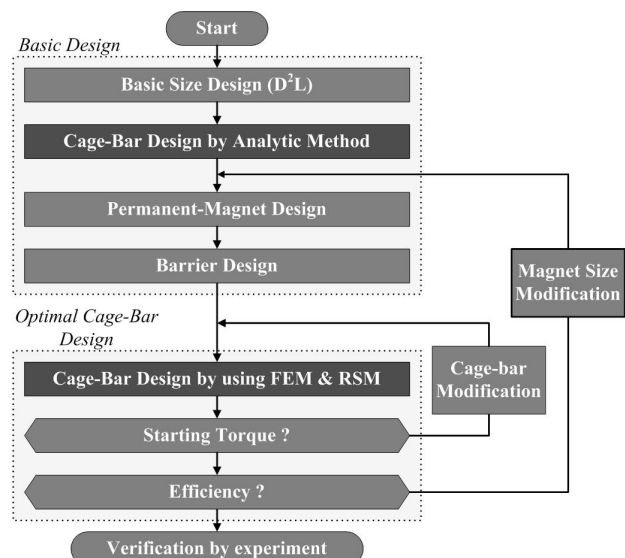 Start
Basic Design
Basic Size Design (D²L)
Cage-Bar Design by Analytic Method
Permanent-Magnet Design
Barrier Design
Magnet Size
Modification
Optimal Cage-Bar
Design
Cage-bar
Modification
Cage-Bar Design by using FEM & RSM
Starting Torque ?
Efficiency ?
Verification by experiment